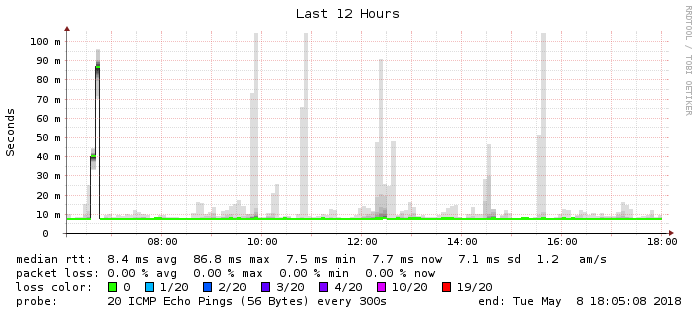 Last 12 Hours
RRDTOOL / TOBI OETIKER
Seconds
100 m
90 m
80 m
70 m
60 m
50 m
40 m
30 m
20 m
10 m
0
08:00 10:00 12:00 14:00 16:00 18:00
median rtt: 8.4 ms avg 86.8 ms max 7.5 ms min 7.7 ms now 7.1 ms sd 1.2 am/s
packet loss: 0.00 % avg 0.00 % max 0.00 % min 0.00 % now
loss color: 0 1/20 2/20 3/20 4/20 10/20 19/20
probe: 20 ICMP Echo Pings (56 Bytes) every 300s end: Tue May 8 18:05:08 2018